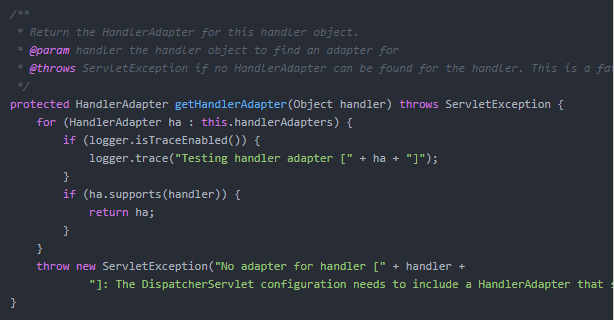 /**
 * Return the HandlerAdapter for this handler object.
 * @param handler the handler object to find an adapter for
 * @throws ServletException if no HandlerAdapter can be found for the handler. This is a
 */
protected HandlerAdapter getHandlerAdapter(Object handler) throws ServletException {
    for (HandlerAdapter ha : this.handlerAdapters) {
        if (logger.isTraceEnabled()) {
            logger.trace("Testing handler adapter [" + ha + "]");
        }
        if (ha.supports(handler)) {
            return ha;
        }
    }
    throw new ServletException("No adapter for handler [" + handler +
            "]: The DispatcherServlet configuration needs to include a HandlerAdapter that
}